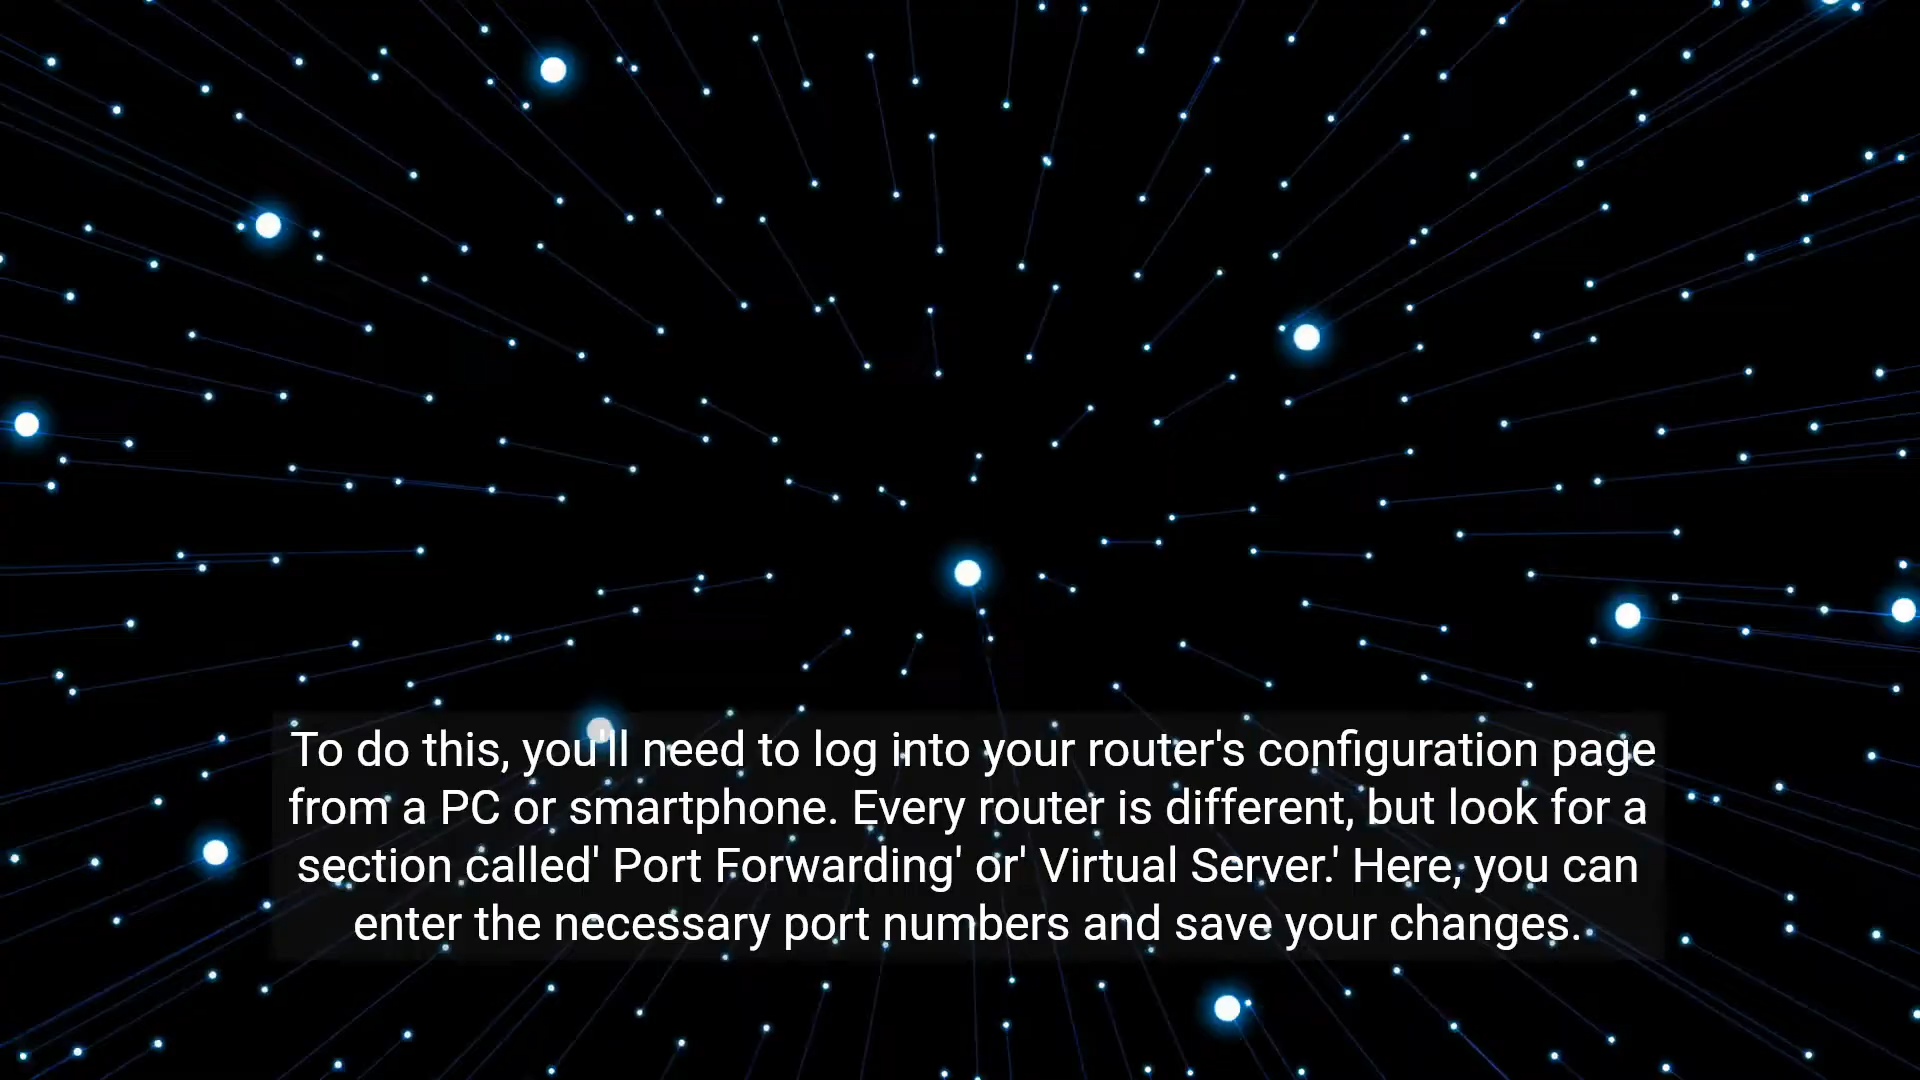 To do this, you'll need to log into your router's configuration page
from a PC or smartphone. Every router is different, but look for a
section called' Port Forwarding' or' Virtual Server.' Here, you can
enter the necessary port numbers and save your changes.